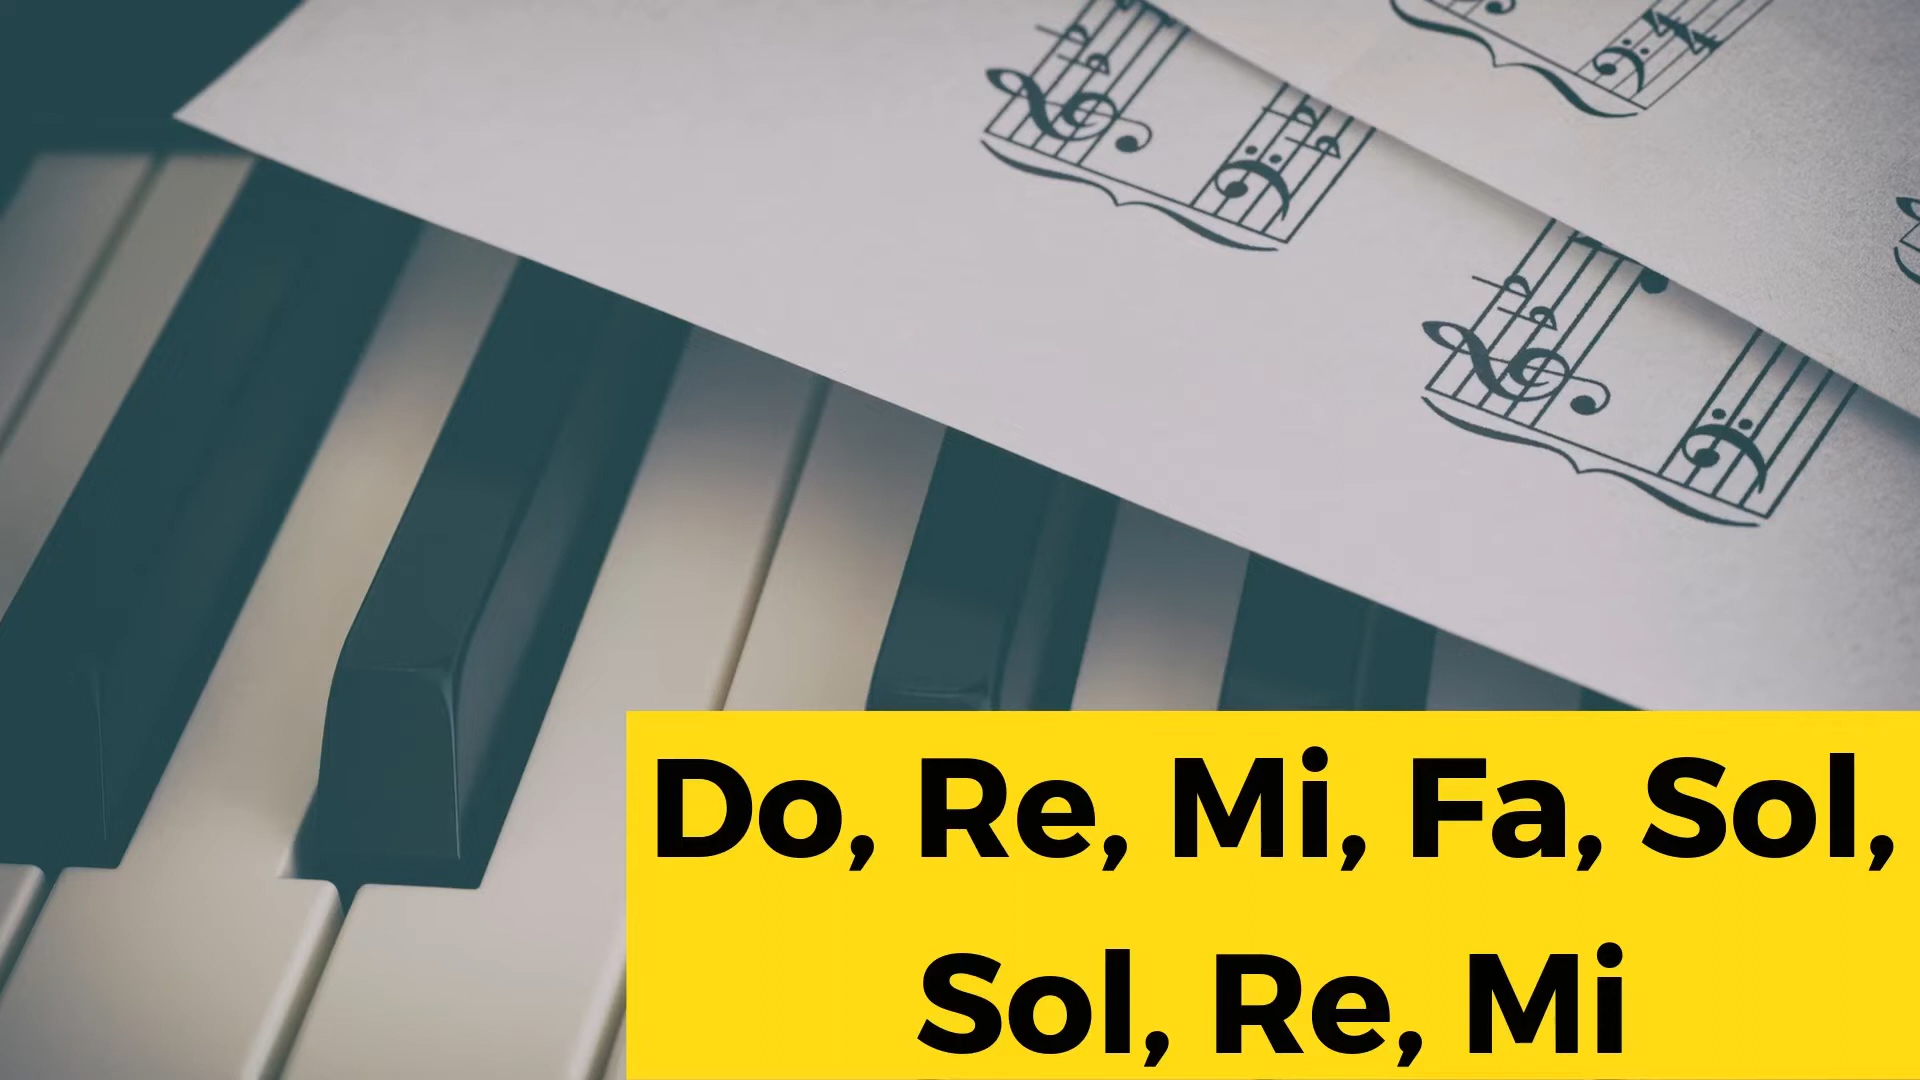 Do, Re, Mi, Fa, Sol,
Sol, Re, Mi